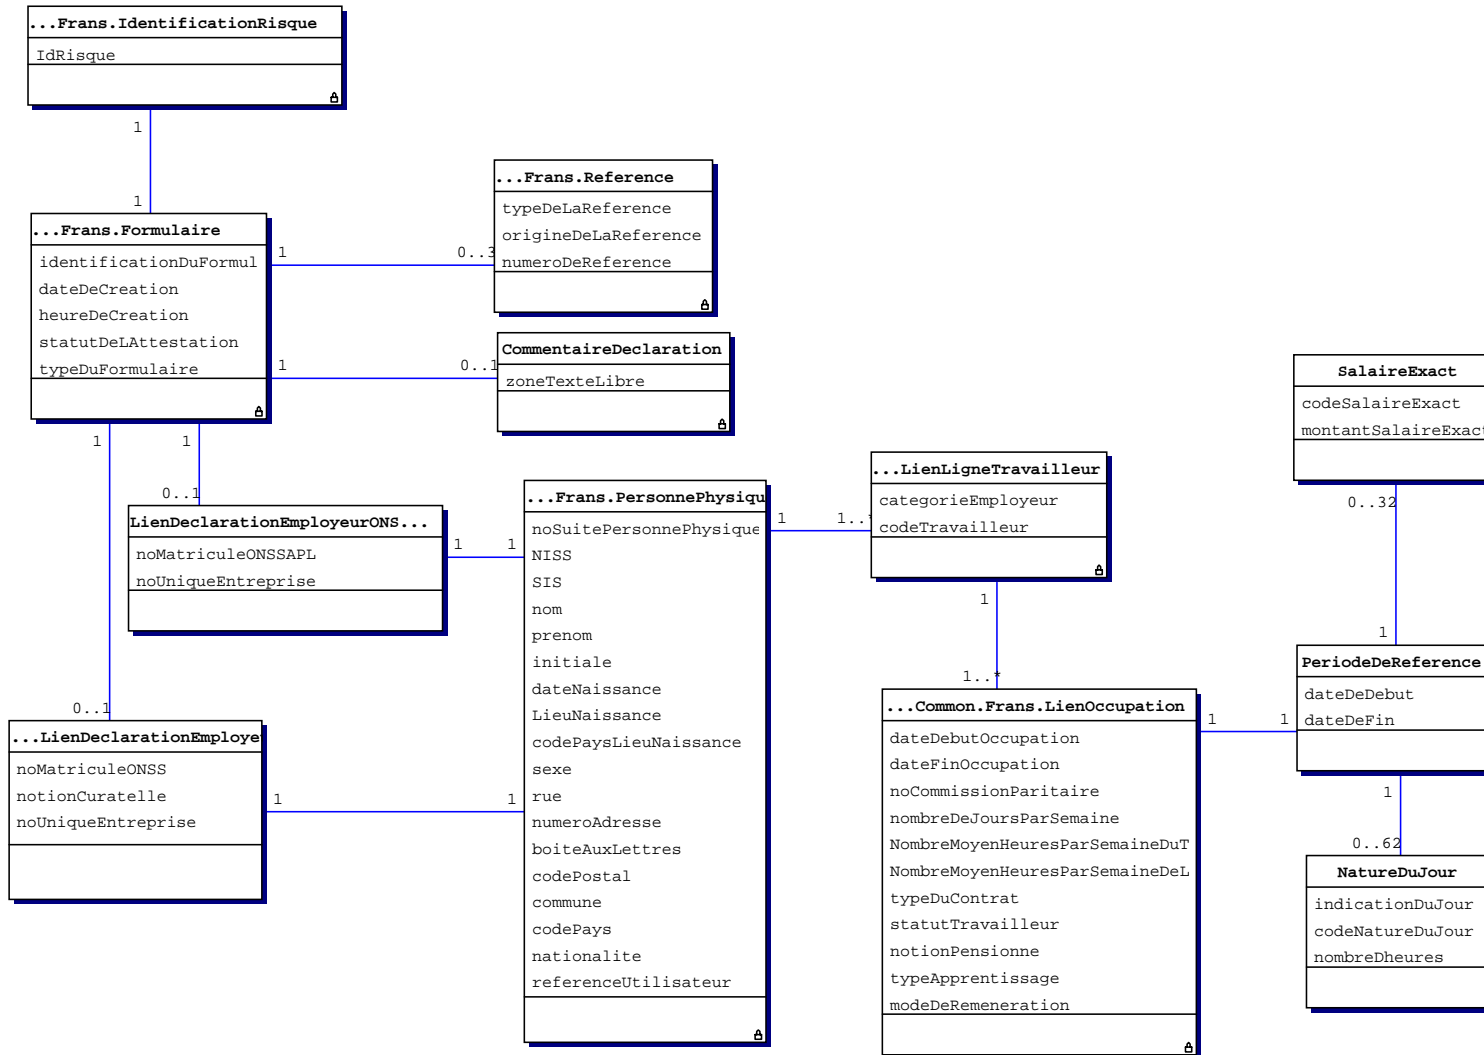 ...Frans.IdentificationRisque
IdRisque
1
1
...Frans.Formulaire
identificationDuFormul
dateDeCreation
heureDeCreation
statutDeLAttestation
typeDuFormulaire
1
0..3
...Frans.Reference
typeDeLaReference
origineDeLaReference
numeroDeReference
1
0..1
CommentaireDeclaration
zoneTexteLibre
1
1
0..1
LienDeclarationEmployeurONS...
noMatriculeONSSAPL
noUniqueEntreprise
1
1
0..1
...LienDeclarationEmploye
noMatriculeONSS
notionCuratelle
noUniqueEntreprise
1
1
...Frans.PersonnePhysiqu
noSuitePersonnePhysique
NISS
SIS
nom
prenom
initiale
dateNaissance
LieuNaissance
codePaysLieuNaissance
sexe
rue
numeroAdresse
boiteAuxLettres
codePostal
commune
codePays
nationalite
referenceUtilisateur
1
1..*
...LienLigneTravailleur
categorieEmployeur
codeTravailleur
1
1..*
...Common.Frans.LienOccupation
dateDebutOccupation
dateFinOccupation
noCommissionParitaire
nombreDeJoursParSemaine
NombreMoyenHeuresParSemaineDuT
NombreMoyenHeuresParSemaineDeL
typeDuContrat
statutTravailleur
notionPensionne
typeApprentissage
modeDeRemeneration
1
1
SalaireExact
codeSalaireExact
montantSalaireExact
0..32
1
PeriodeDeReference
dateDeDebut
dateDeFin
1
0..62
NatureDuJour
indicationDuJour
codeNatureDuJour
nombreDheures